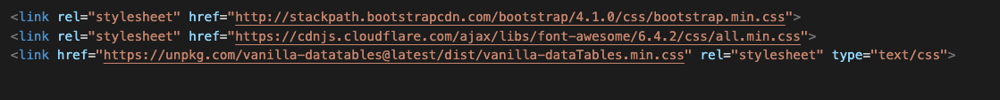 <link rel="stylesheet" href="http://stackpath.bootstrapcdn.com/bootstrap/4.1.0/css/bootstrap.min.css">
<link rel="stylesheet" href="https://cdnjs.cloudflare.com/ajax/libs/font-awesome/6.4.2/css/all.min.css">
<link href="https://unpkg.com/vanilla-datatables@latest/dist/vanilla-dataTables.min.css" rel="stylesheet" type="text/css">